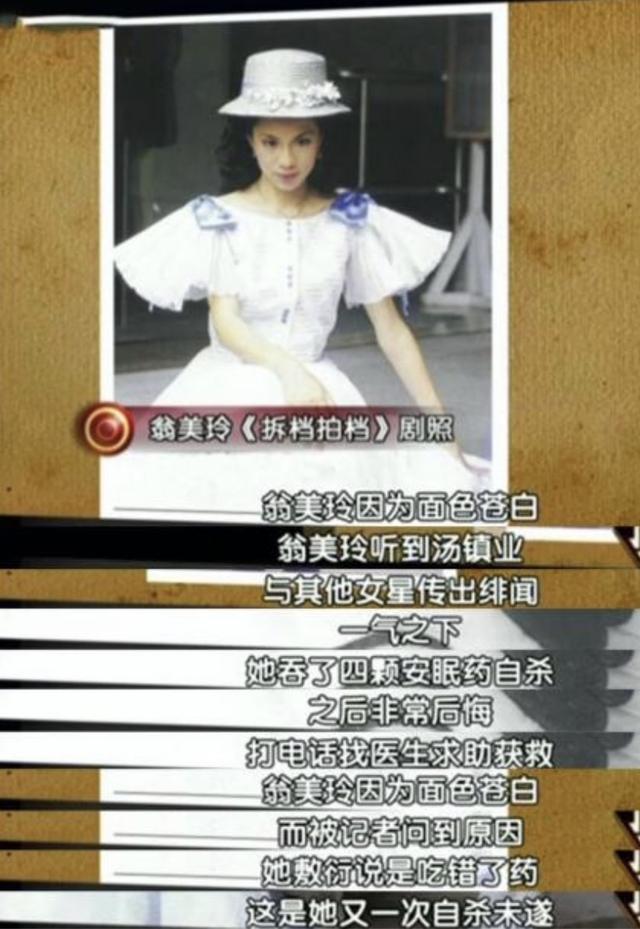 翁美玲《拆档拍档》剧照
翁美玲因为面色苍白
翁美玲听到汤镇业
与其他女星传出绯闻
一气之下
她吞了四颗安眠药自杀
之后非常后悔
打电话找医生求助获救
翁美玲因为面色苍白
而被记者问到原因
她敷衍说是吃错了药
这是她又一次自杀未遂